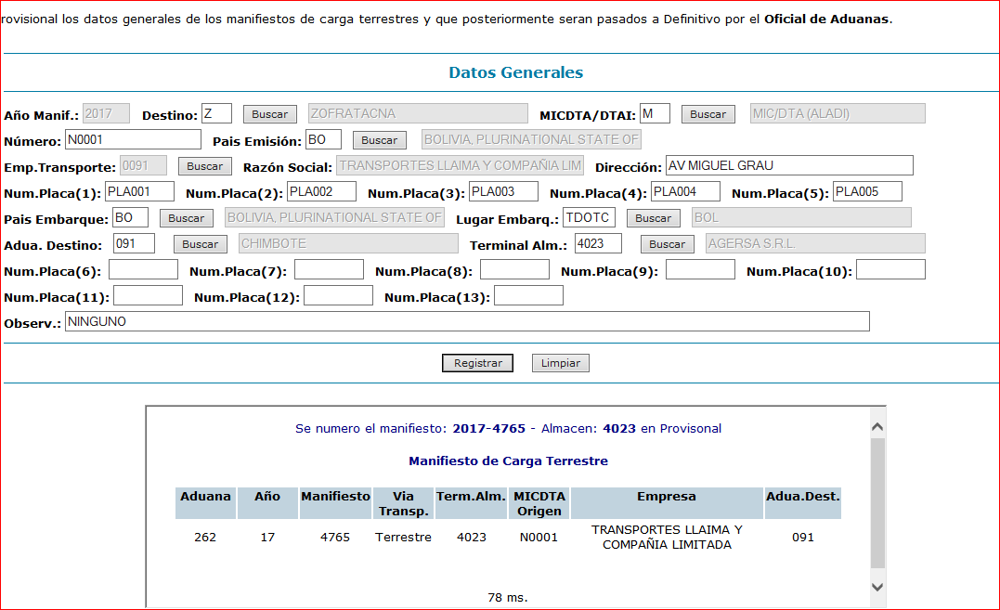 rovisional los datos generales de los manifiestos de carga terrestres y que posteriormente seran pasados a Definitivo por el Oficial de Aduanas.
Datos Generales
Año Manif.: 2017 Destino: Z Buscar ZOFRATACNA MICDTA/DTAI: M Buscar MIC/DTA (ALADI)
Número: N0001 Pais Emisión: BO Buscar BOLIVIA, PLURINATIONAL STATE OF
Emp.Transporte: 0091 Buscar Razón Social: TRANSPORTES LLAIMA Y COMPAÑIA LIM Dirección: AV MIGUEL GRAU
Num.Placa(1): PLA001 Num.Placa(2): PLA002 Num.Placa(3): PLA003 Num.Placa(4): PLA004 Num.Placa(5): PLA005
Pais Embarque: BO Buscar BOLIVIA, PLURINATIONAL STATE OF Lugar Embarq.: TDOTC Buscar BOL
Adua. Destino: 091 Buscar CHIMBOTE Terminal Alm.: 4023 Buscar AGERSA S.R.L.
Num.Placa(6): Num.Placa(7): Num.Placa(8): Num.Placa(9): Num.Placa(10):
Num.Placa(11): Num.Placa(12): Num.Placa(13):
Observ.: NINGUNO
Registrar Limpiar
Se numero el manifiesto: 2017-4765 - Almacen: 4023 en Provisonal
Manifiesto de Carga Terrestre
Aduana Año Manifiesto Via Transp. Term.Alm. MICDTA Origen Empresa Adua.Dest.
262 17 4765 Terrestre 4023 N0001 TRANSPORTES LLAIMA Y COMPAÑIA LIMITADA 091
78 ms.